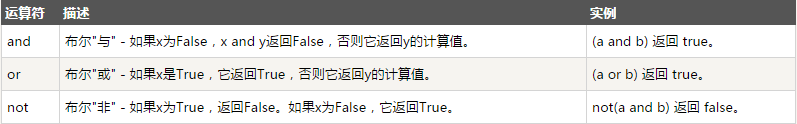 运算符 描述 实例
and 布尔"与" - 如果x为False，x and y返回False，否则它返回y的计算值。 (a and b) 返回 true。
or 布尔"或" - 如果x是True，它返回True，否则它返回y的计算值。 (a or b) 返回 true。
not 布尔"非" - 如果x为True，返回False。如果x为False，它返回True。 not(a and b) 返回 false。